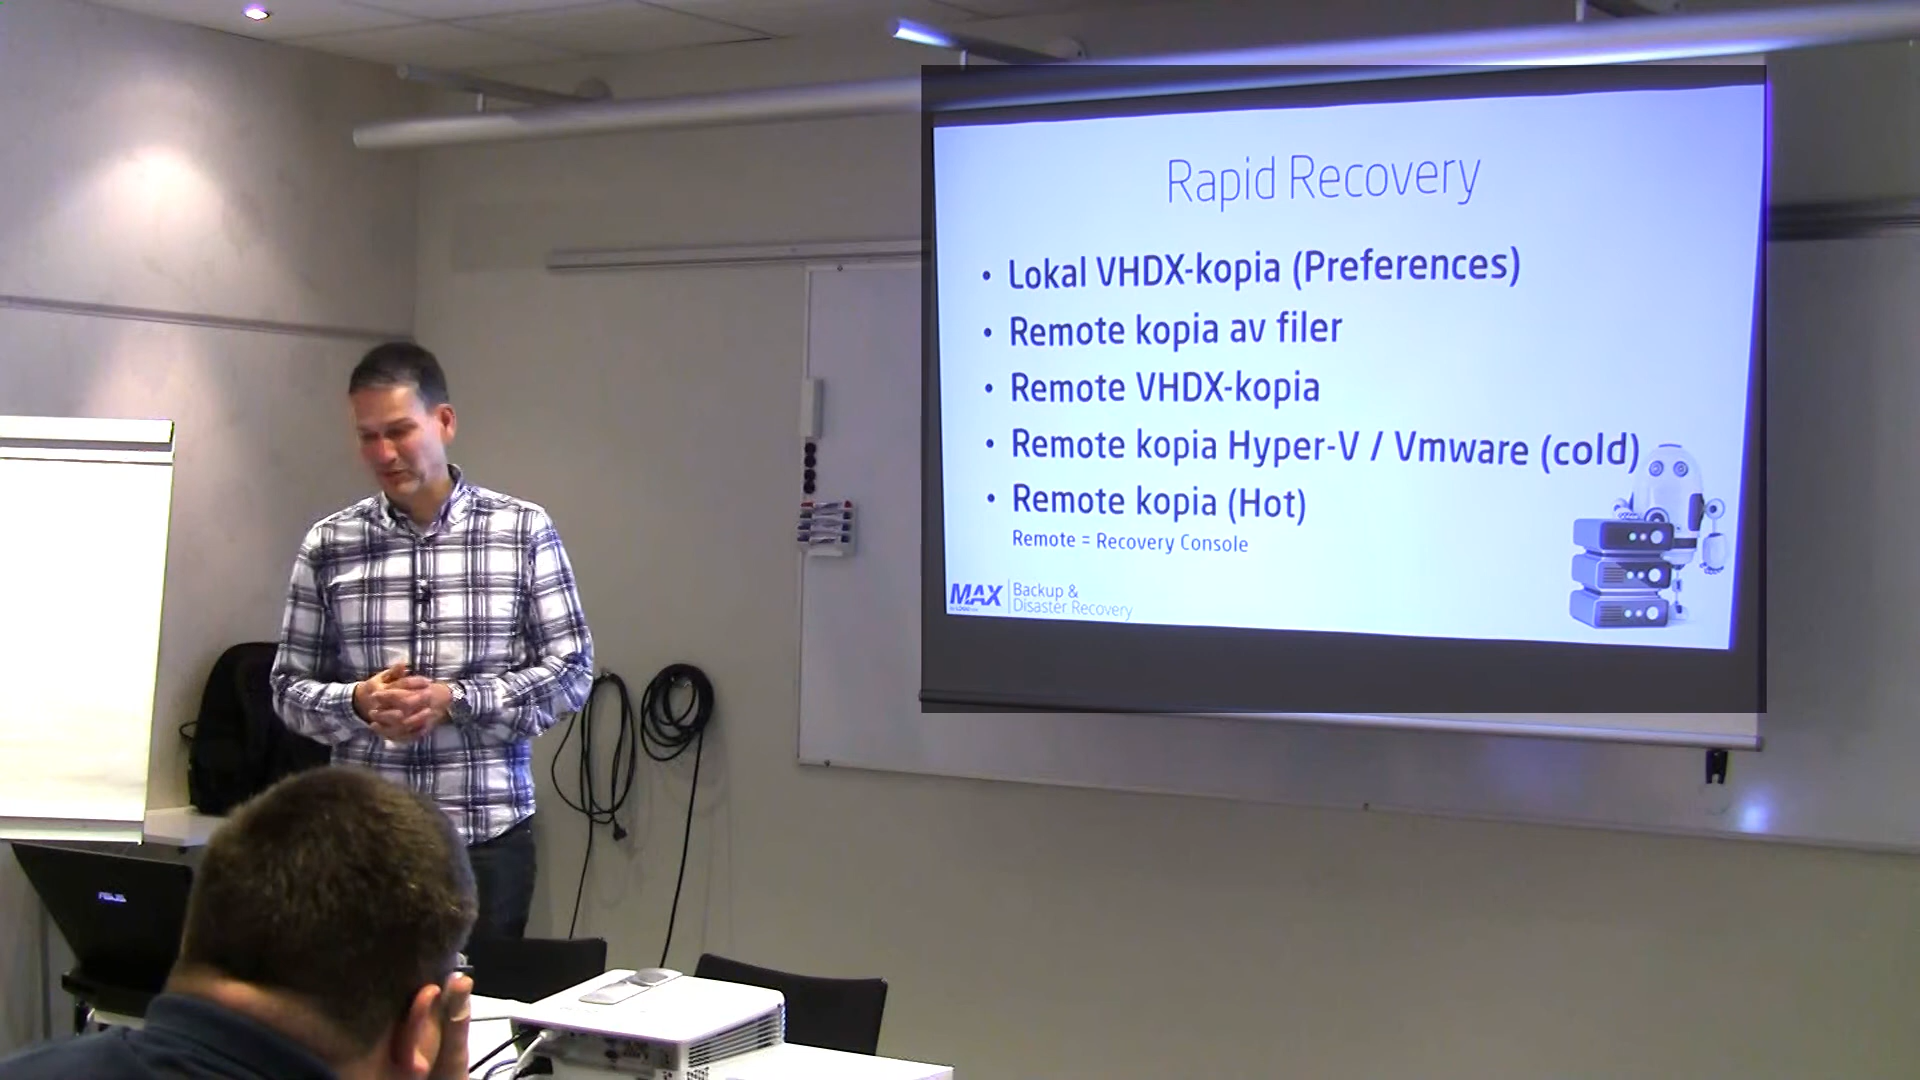 Rapid Recovery
• Lokal VHDX-kopia (Preferences)
• Remote kopia av filer
• Remote VHDX-kopia
• Remote kopia Hyper-V / Vmware (cold)
• Remote kopia (Hot)
Remote = Recovery Console
MAX
Backup &
Disaster Recovery
ASUS